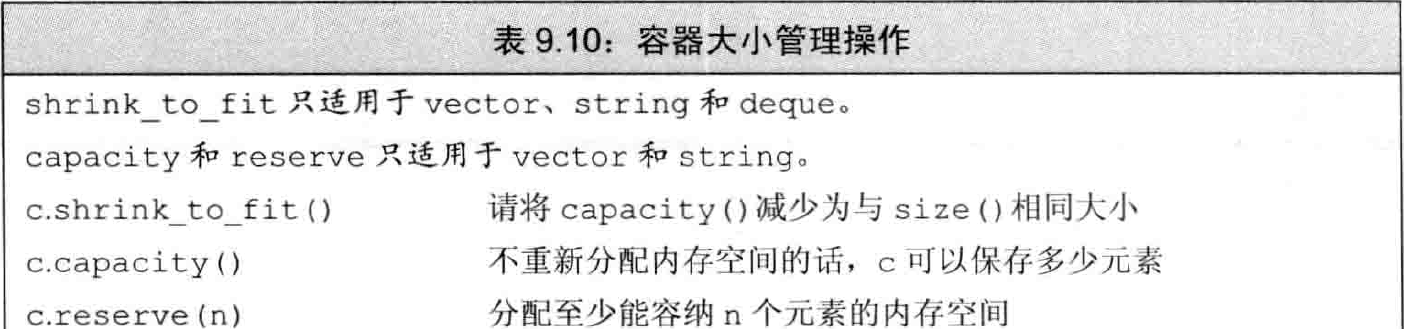 表 9.10：容器大小管理操作
shrink_to_fit 只适用于 vector、string 和 deque。
capacity 和 reserve 只适用于 vector 和 string。
c.shrink_to_fit() 请将 capacity()减少为与 size()相同大小
c.capacity() 不重新分配内存空间的话，c 可以保存多少元素
c.reserve(n) 分配至少能容纳 n 个元素的内存空间